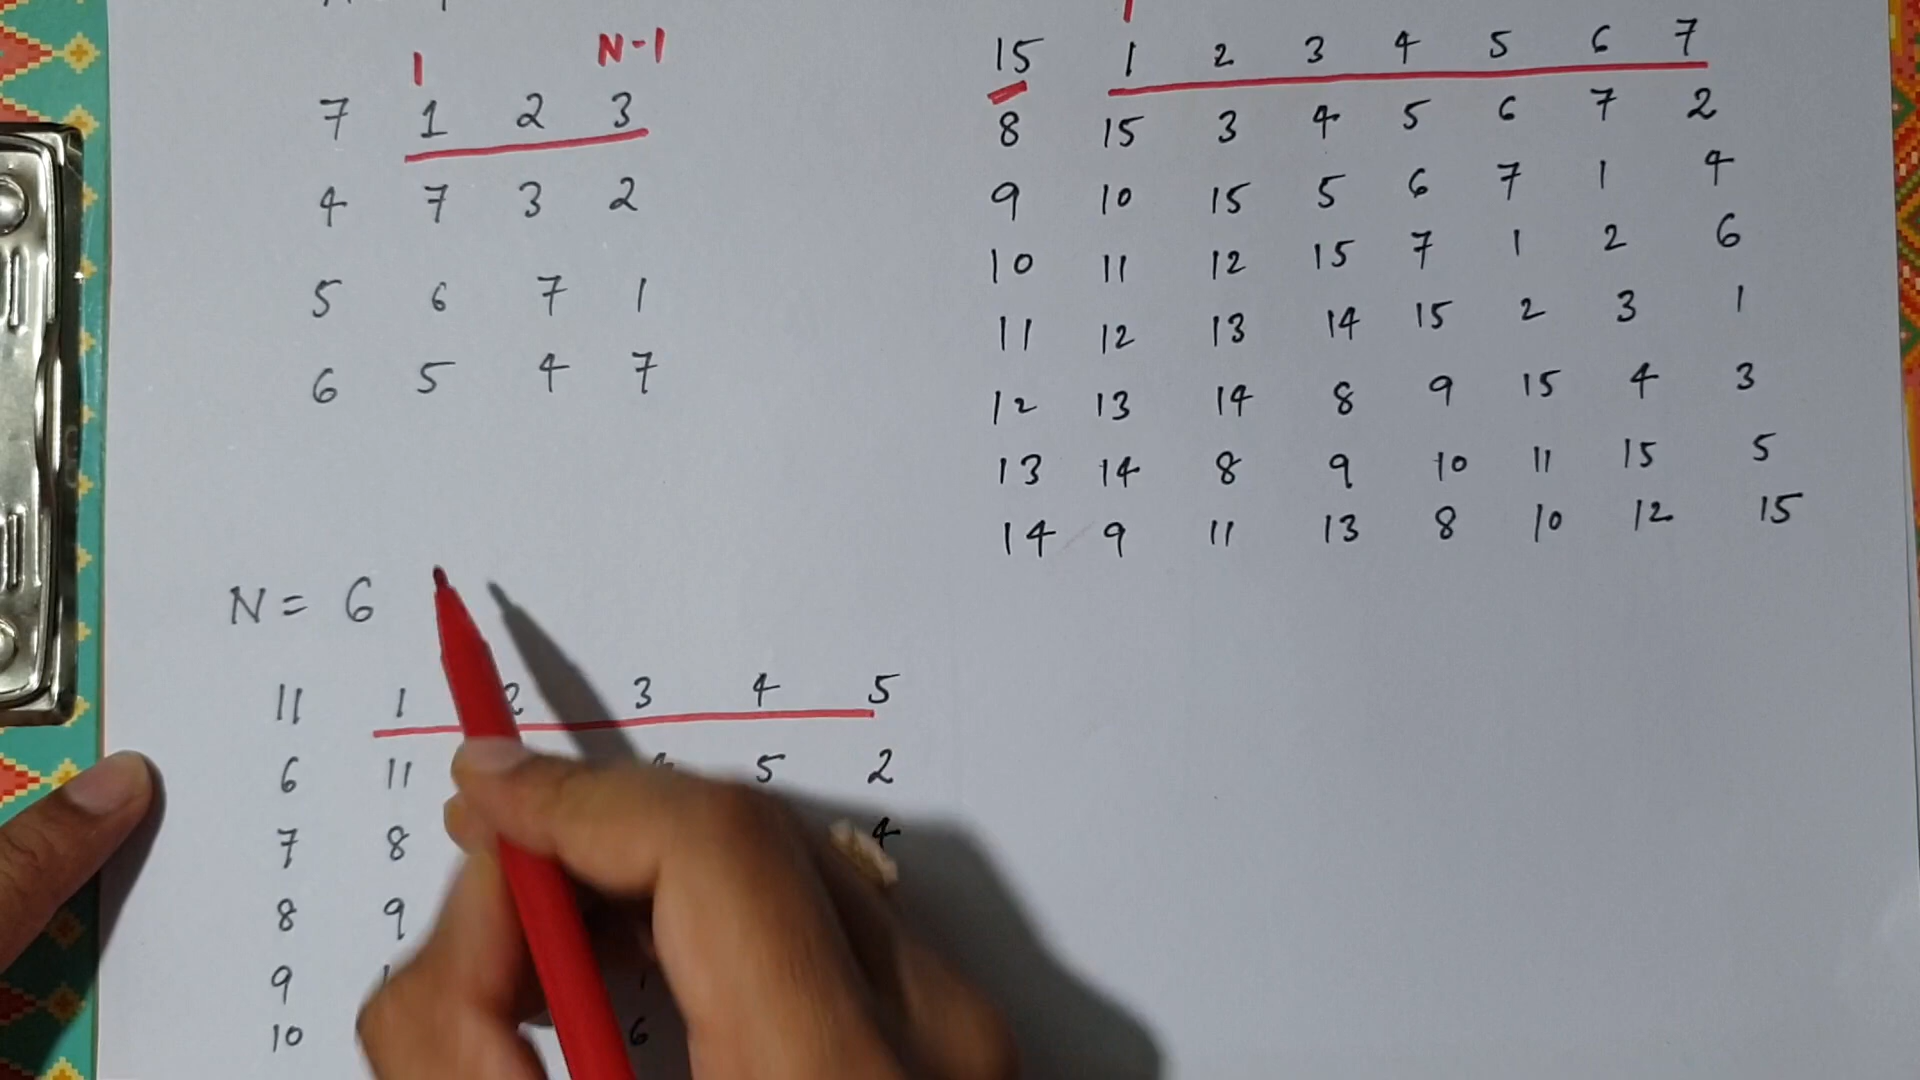 1 N-1
7 1 2 3
4 7 3 2
5 6 7 1
6 5 4 7
15 1 2 3 4 5 6 7
8 15 3 4 5 6 7 2
9 10 15 5 6 7 1 4
10 11 12 15 7 1 2 6
11 12 13 14 15 2 3 1
12 13 14 8 9 15 4 3
13 14 8 9 10 11 15 5
14 9 11 13 8 10 12 15
N = 6
11 1 2 3 4 5
6 11 5 2
7 8 4
8 9
9
10 6